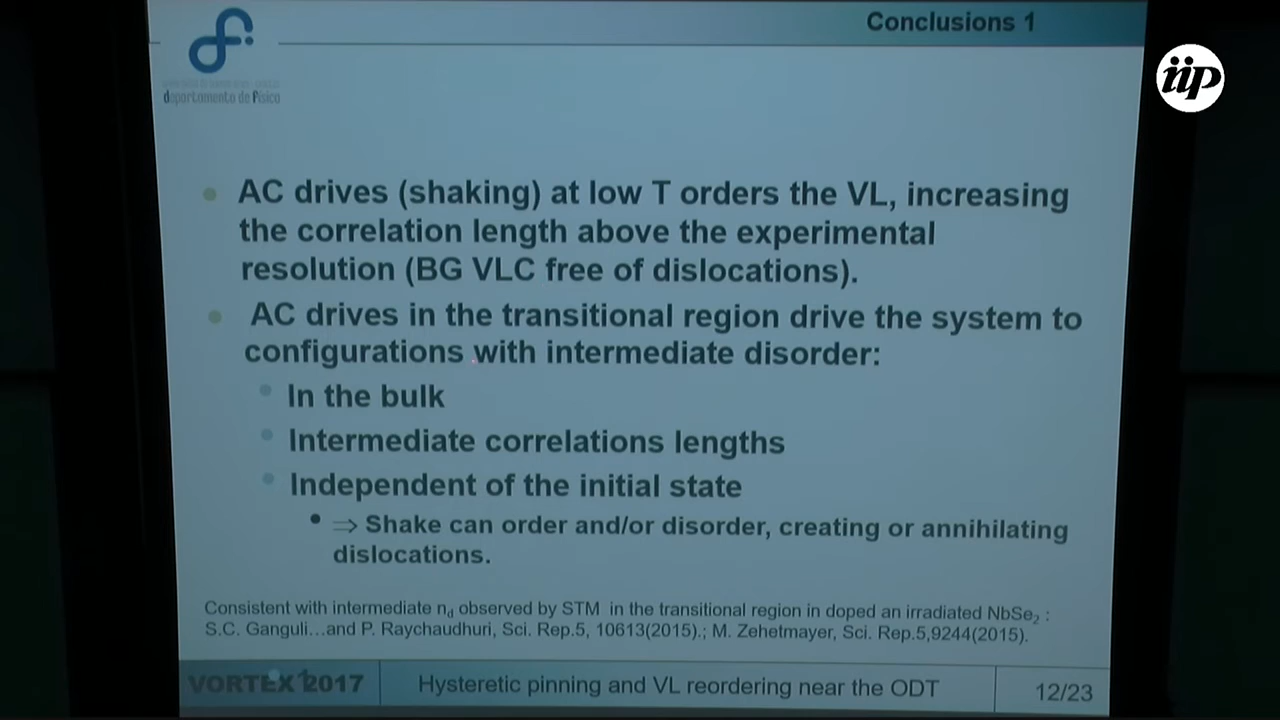 Conclusions 1
iip
departamento de física
AC drives (shaking) at low T orders the VL, increasing
the correlation length above the experimental
resolution (BG VLC free of dislocations).
AC drives in the transitional region drive the system to
configurations with intermediate disorder:
In the bulk
Intermediate correlations lengths
Independent of the initial state
⇒ Shake can order and/or disorder, creating or annihilating
dislocations.
Consistent with intermediate nd observed by STM in the transitional region in doped an irradiated NbSe2 :
S.C. Ganguli...and P. Raychaudhuri, Sci. Rep.5, 10613(2015).; M. Zehetmayer, Sci. Rep.5,9244(2015).
VORTEX 2017
Hysteretic pinning and VL reordering near the ODT
12/23